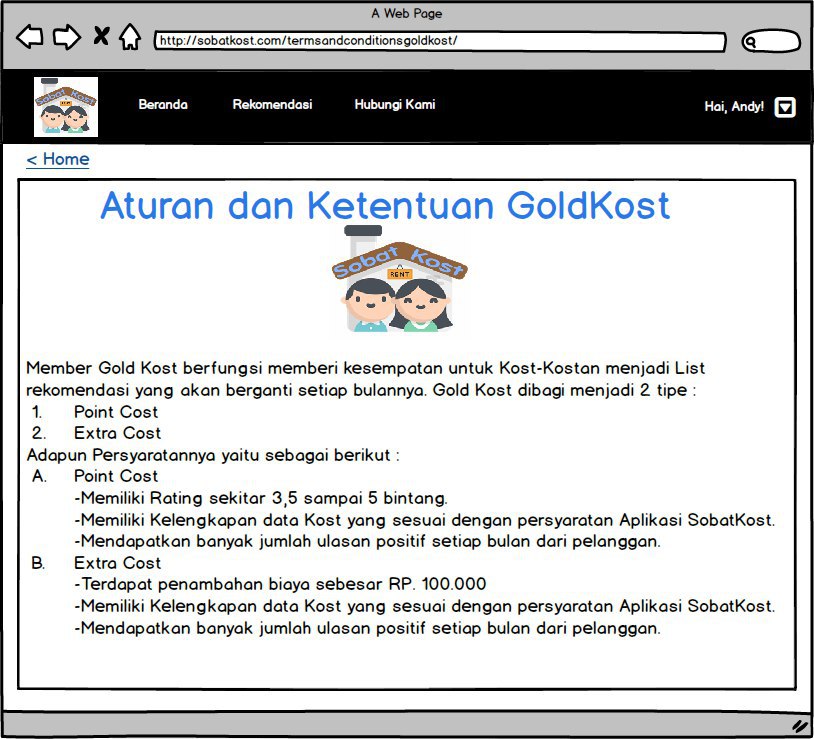 A Web Page
http://sobatkost.com/termsandconditionsgoldkost/
Sobat Kost
RENT
Beranda Rekomendasi Hubungi Kami Hai, Andy!
< Home
Aturan dan Ketentuan GoldKost
Sobat Kost
RENT
Member Gold Kost berfungsi memberi kesempatan untuk Kost-Kostan menjadi List
rekomendasi yang akan berganti setiap bulannya. Gold Kost dibagi menjadi 2 tipe :
1. Point Cost
2. Extra Cost
Adapun Persyaratannya yaitu sebagai berikut :
A. Point Cost
-Memiliki Rating sekitar 3,5 sampai 5 bintang.
-Memiliki Kelengkapan data Kost yang sesuai dengan persyaratan Aplikasi SobatKost.
-Mendapatkan banyak jumlah ulasan positif setiap bulan dari pelanggan.
B. Extra Cost
-Terdapat penambahan biaya sebesar RP. 100.000
-Memiliki Kelengkapan data Kost yang sesuai dengan persyaratan Aplikasi SobatKost.
-Mendapatkan banyak jumlah ulasan positif setiap bulan dari pelanggan.